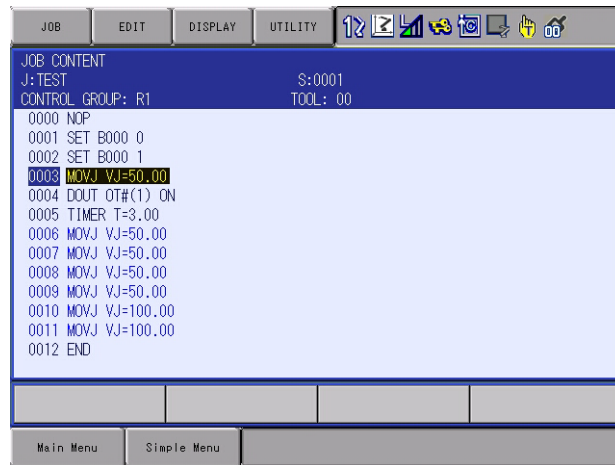 JOB EDIT DISPLAY UTILITY
JOB CONTENT
J:TEST S:0001
CONTROL GROUP: R1 TOOL: 00
0000 NOP
0001 SET B000 0
0002 SET B000 1
0003 MOVJ VJ=50.00
0004 DOUT OT#(1) ON
0005 TIMER T=3.00
0006 MOVJ VJ=50.00
0007 MOVJ VJ=50.00
0008 MOVJ VJ=50.00
0009 MOVJ VJ=50.00
0010 MOVJ VJ=100.00
0011 MOVJ VJ=100.00
0012 END
Main Menu Simple Menu